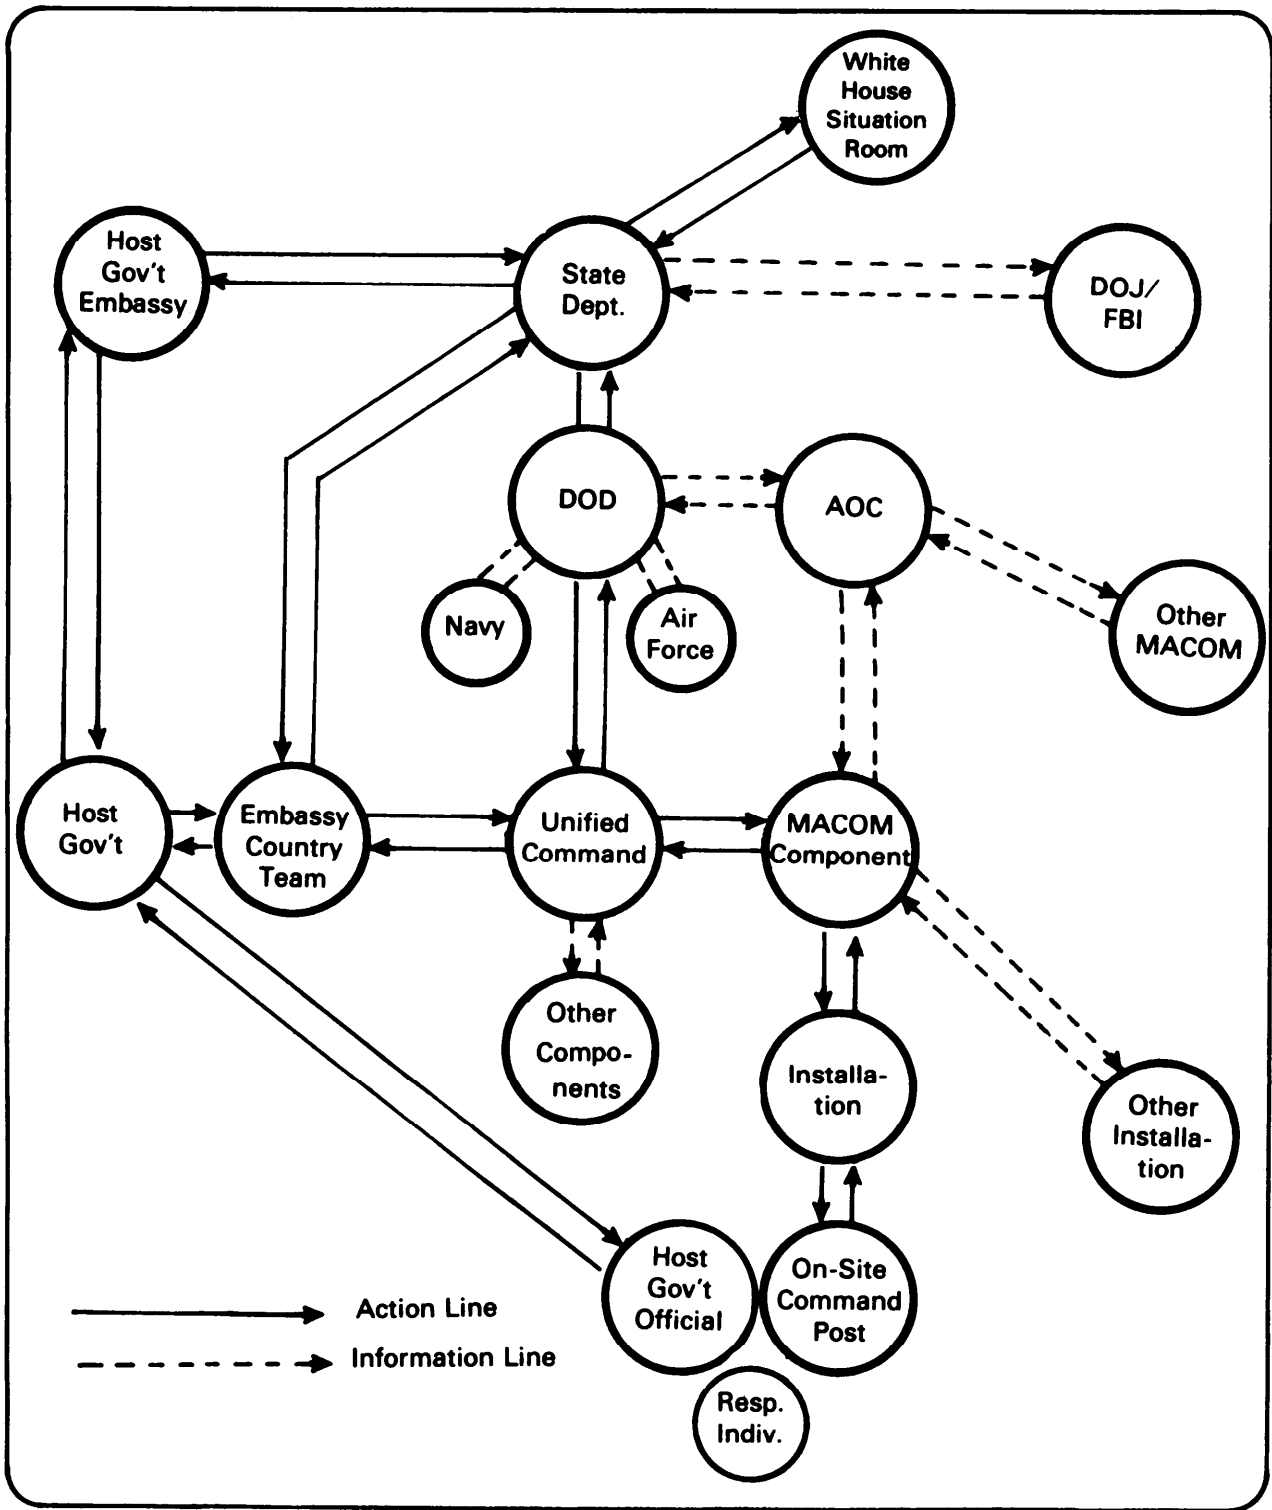 White
House
Situation
Room
Host
Gov't
Embassy
State
Dept.
DOJ/
FBI
DOD
AOC
Navy
Air
Force
Other
MACOM
Host
Gov't
Embassy
Country
Team
Unified
Command
MACOM
Component
Other
Compo-
nents
Installa-
tion
Other
Installa-
tion
Host
Gov't
Official
On-Site
Command
Post
Action Line
Information Line
Resp.
Indiv.